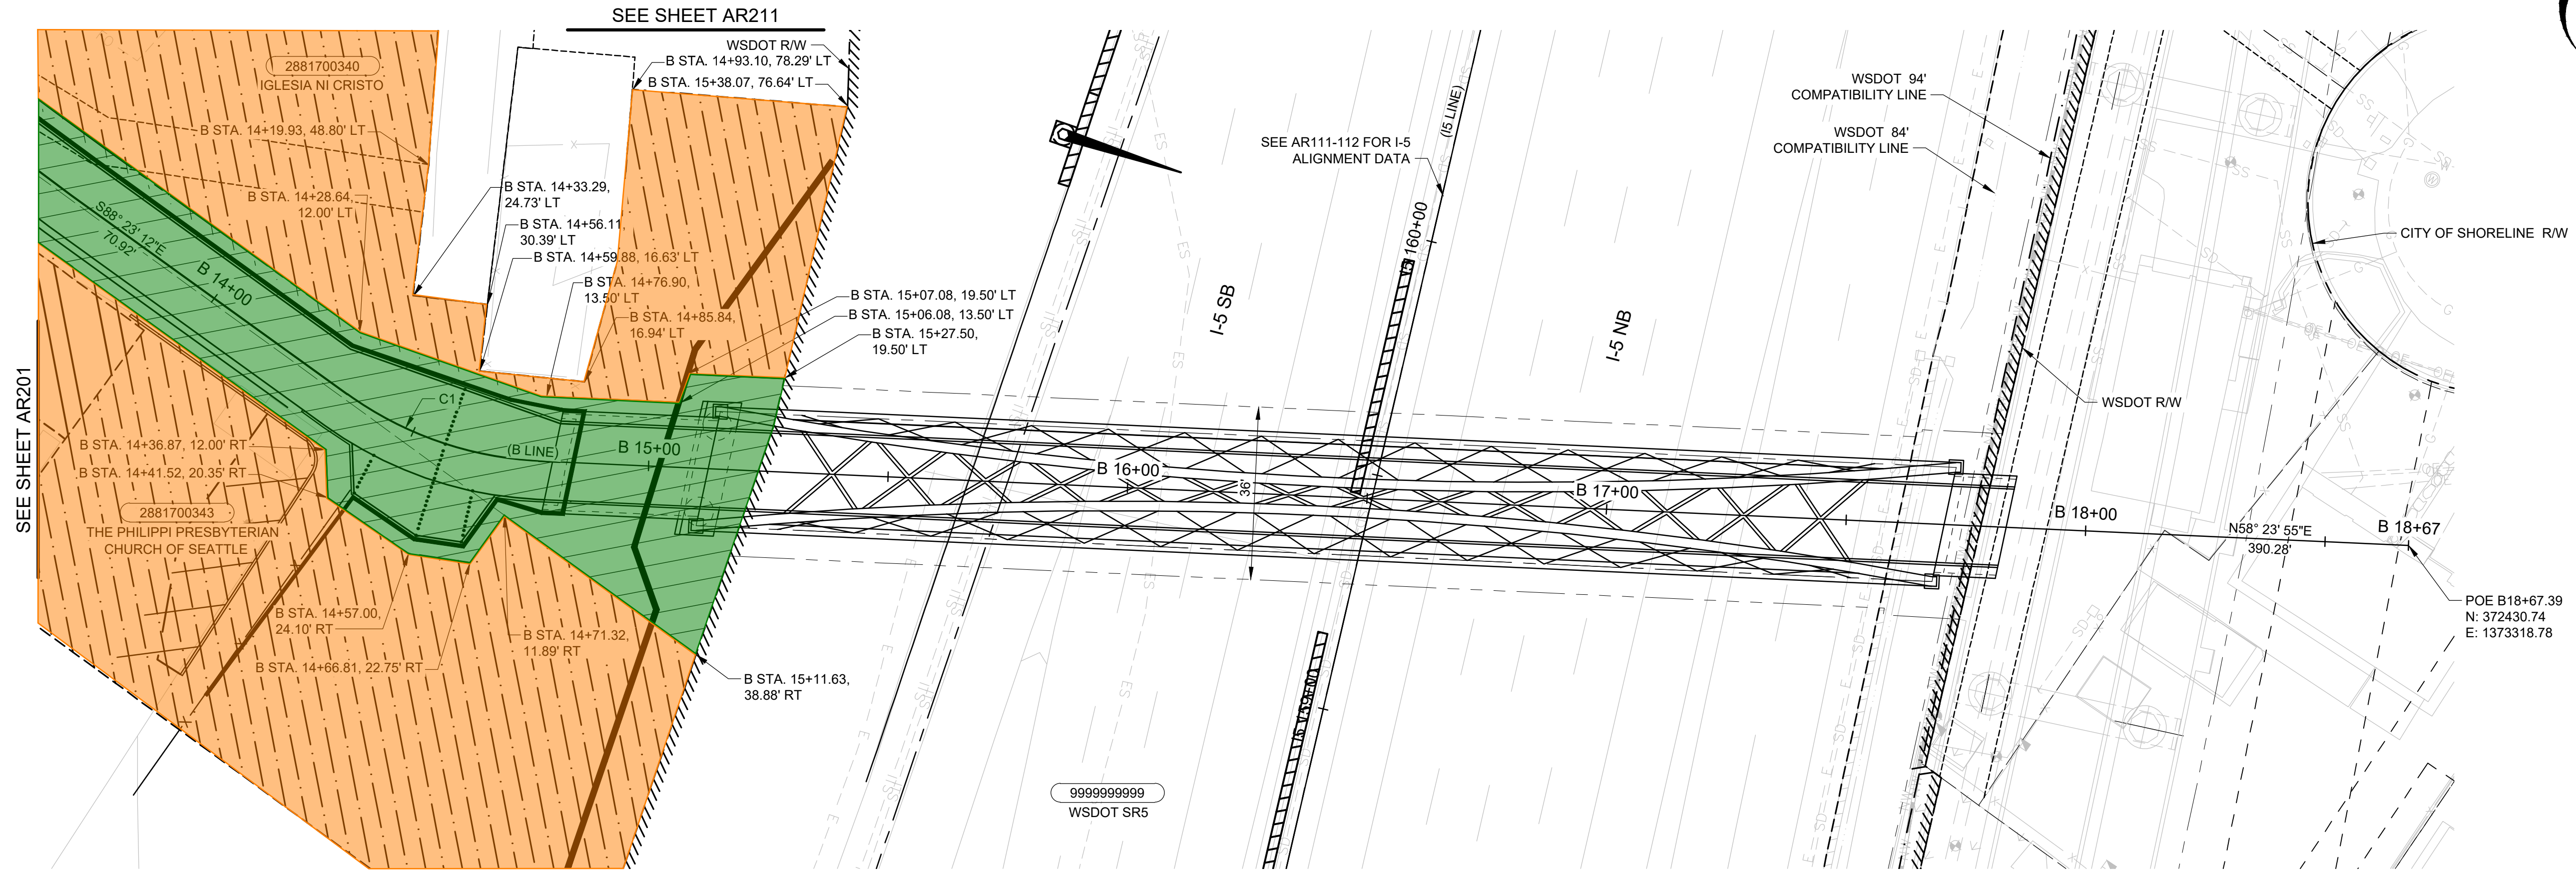 SEE SHEET AR211
WSDOT R/W
B STA. 14+93.10, 78.29' LT
B STA. 15+38.07, 76.64' LT
2881700340
IGLESIA NI CRISTO
B STA. 14+19.93, 48.80' LT
B STA. 14+28.64,
12.00' LT
B STA. 14+33.29,
24.73' LT
B STA. 14+56.11,
30.39' LT
B STA. 14+59.88, 16.63' LT
B STA. 14+76.90,
13.50' LT
B STA. 14+85.84,
16.94' LT
B STA. 15+07.08, 19.50' LT
B STA. 15+06.08, 13.50' LT
B STA. 15+27.50,
19.50' LT
S88° 23' 12"E
70.92'
B 14+00
C1
(B LINE)
B 15+00
SEE SHEET AR201
B STA. 14+36.87, 12.00' RT
B STA. 14+41.52, 20.35' RT
2881700343
THE PHILIPPI PRESBYTERIAN
CHURCH OF SEATTLE
B STA. 14+57.00,
24.10' RT
B STA. 14+66.81, 22.75' RT
B STA. 14+71.32,
11.89' RT
B STA. 15+11.63,
38.88' RT
SEE AR111-112 FOR I-5
ALIGNMENT DATA
(I5 LINE)
I5 160+00
I-5 SB
I-5 NB
B 16+00
36'
B 17+00
I5 159+00
9999999999
WSDOT SR5
WSDOT 94'
COMPATIBILITY LINE
WSDOT 84'
COMPATIBILITY LINE
CITY OF SHORELINE R/W
WSDOT R/W
B 18+00
N58° 23' 55"E
390.28'
B 18+67
POE B18+67.39
N: 372430.74
E: 1373318.78